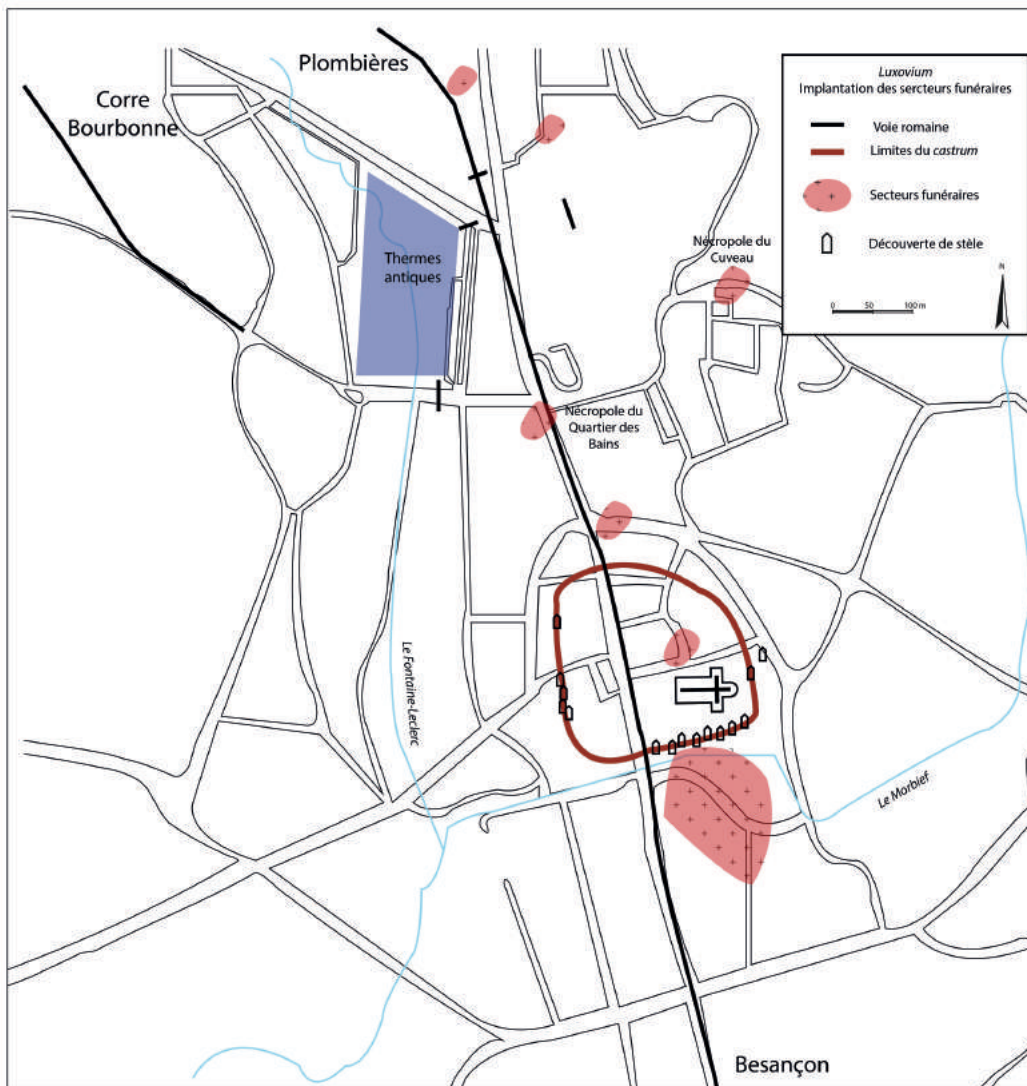 Plombières
Corre
Bourbonne
Luxovium
Implantation des sercteurs funéraires
Voie romaine
Limites du castrum
Secteurs funéraires
Découverte de stèle
N
0 50 100 m
Nécropole du
Cuveau
Thermes
antiques
Nécropole du
Quartier des
Bains
Le Fontaine-Leclerc
Le Morbief
Besançon